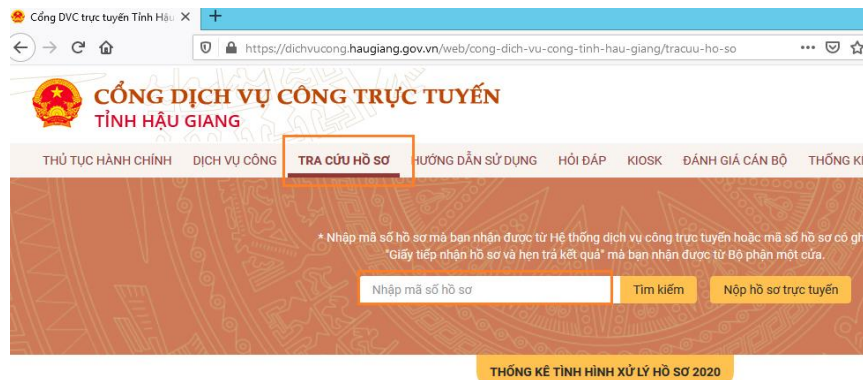 Cổng DVC trực tuyến Tỉnh Hậu
https://dichvucong.haugiang.gov.vn/web/cong-dich-vu-cong-tinh-hau-giang/tracuu-ho-so
CỔNG DỊCH VỤ CÔNG TRỰC TUYẾN
TỈNH HẬU GIANG
THỦ TỤC HÀNH CHÍNH DỊCH VỤ CÔNG TRA CỨU HỒ SƠ HƯỚNG DẪN SỬ DỤNG HỎI ĐÁP KIOSK ĐÁNH GIÁ CÁN BỘ THỐNG K
* Nhập mã số hồ sơ mà bạn nhận được từ Hệ thống dịch vụ công trực tuyến hoặc mã số hồ sơ có gh
"Giấy tiếp nhận hồ sơ và hẹn trả kết quả" mà bạn nhận được từ Bộ phận một cửa.
Nhập mã số hồ sơ Tìm kiếm Nộp hồ sơ trực tuyến
THỐNG KÊ TÌNH HÌNH XỬ LÝ HỒ SƠ 2020